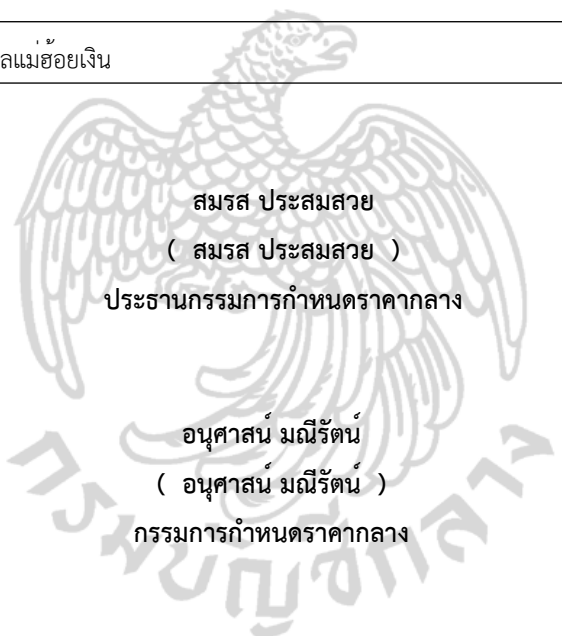 ลแม่ฮ้อยเงิน
สมรส ประสมสวย
( สมรส ประสมสวย )
ประธานกรรมการกำหนดราคากลาง
อนุศาสน์ มณีรัตน์
( อนุศาสน์ มณีรัตน์ )
กรรมการกำหนดราคากลาง
กรมบัญชีกลาง